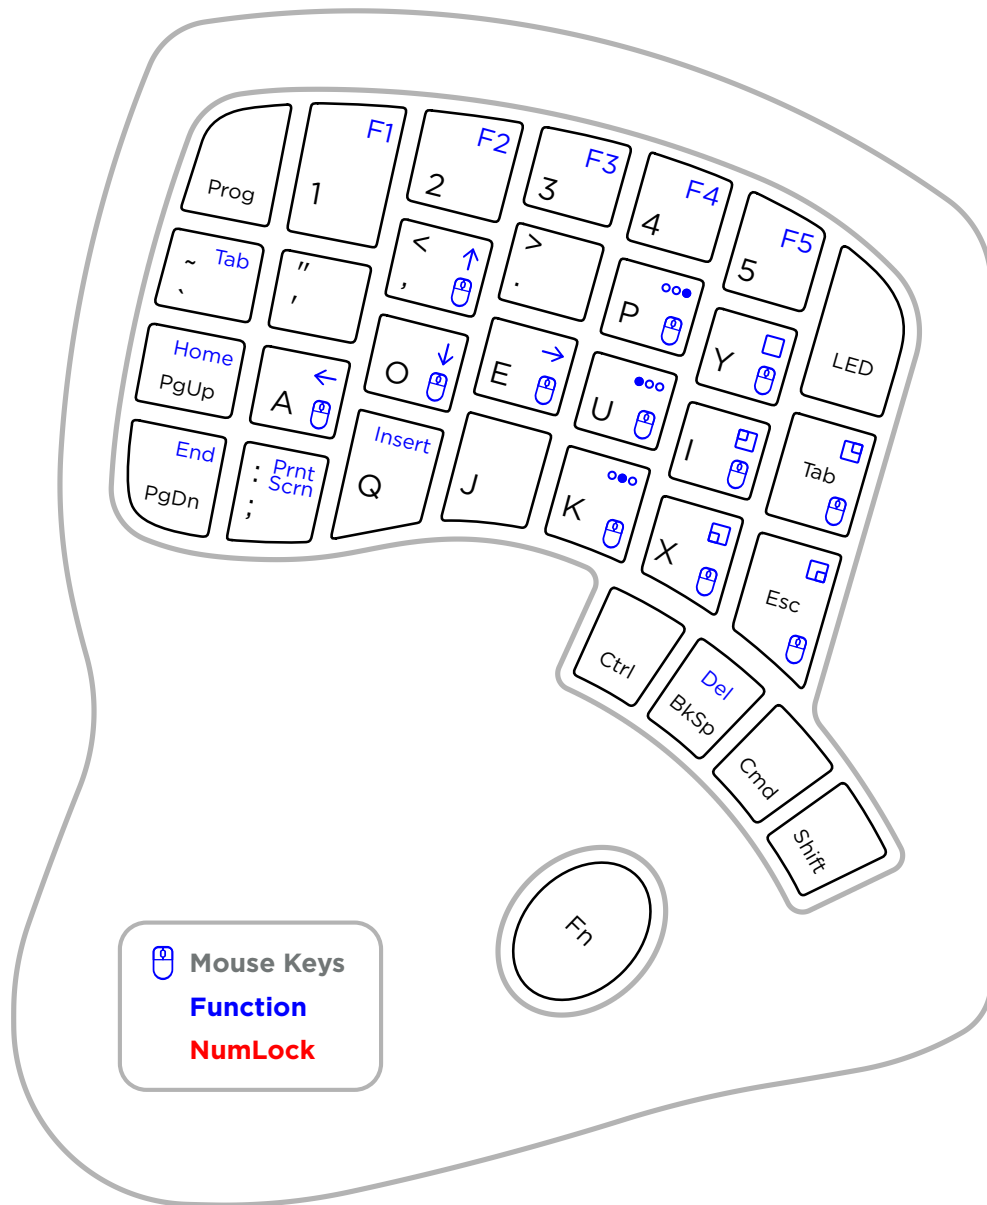 Prog
F1
1
F2
2
F3
3
F4
4
F5
5
LED
~ Tab
`
"
'
<
,
>
.
P
Y
Home
PgUp
A
O
E
U
I
Tab
End
PgDn
: Prnt
Scrn
;
Insert
Q
J
K
X
Esc
Ctrl
Del
BkSp
Cmd
Shift
Fn
Mouse Keys
Function
NumLock